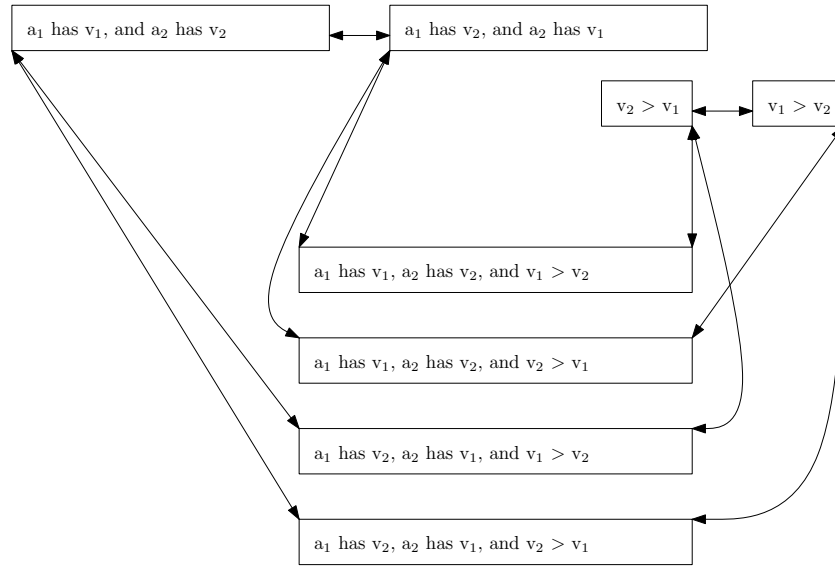 a₁ has v₁, and a₂ has v₂
a₁ has v₂, and a₂ has v₁
v₂ > v₁
v₁ > v₂
a₁ has v₁, a₂ has v₂, and v₁ > v₂
a₁ has v₁, a₂ has v₂, and v₂ > v₁
a₁ has v₂, a₂ has v₁, and v₁ > v₂
a₁ has v₂, a₂ has v₁, and v₂ > v₁